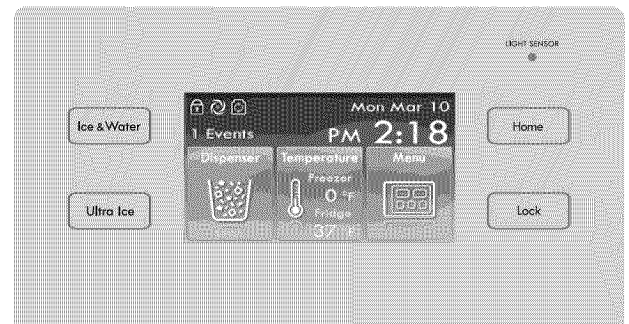 LIGHT SENSOR
Mon Mar 10
1 Events
PM 2:18
Ice & Water
Home
Dispenser
Temperature
Menu
Freezer
0 °F
Fridge
37 °F
Ultra Ice
Lock